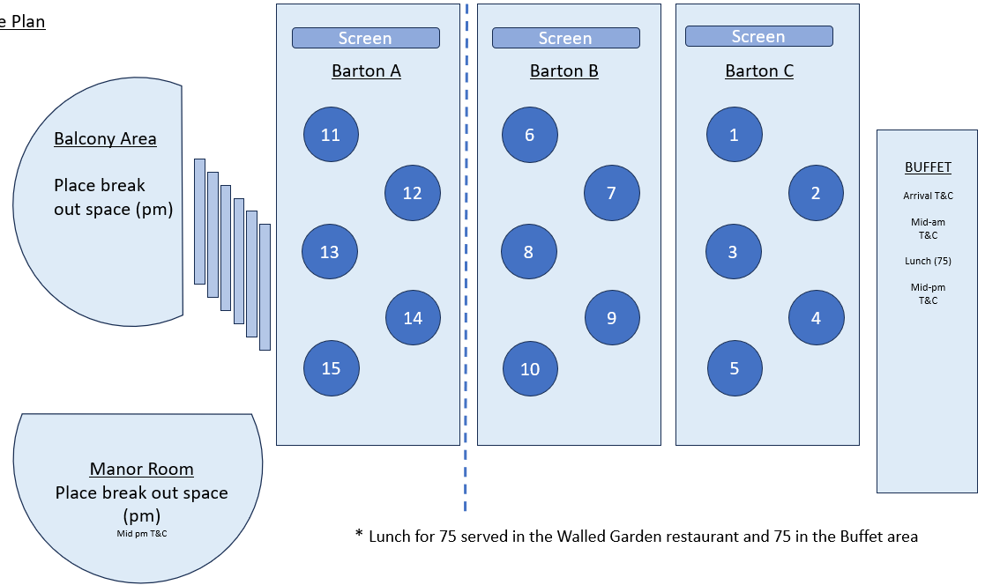 e Plan
Screen
Screen
Screen
Barton A
Barton B
Barton C
Balcony Area
Place break
out space (pm)
11
12
13
14
15
6
7
8
9
10
1
2
3
4
5
BUFFET
Arrival T&C
Mid-am
T&C
Lunch (75)
Mid-pm
T&C
Manor Room
Place break out space
(pm)
Mid pm T&C
* Lunch for 75 served in the Walled Garden restaurant and 75 in the Buffet area